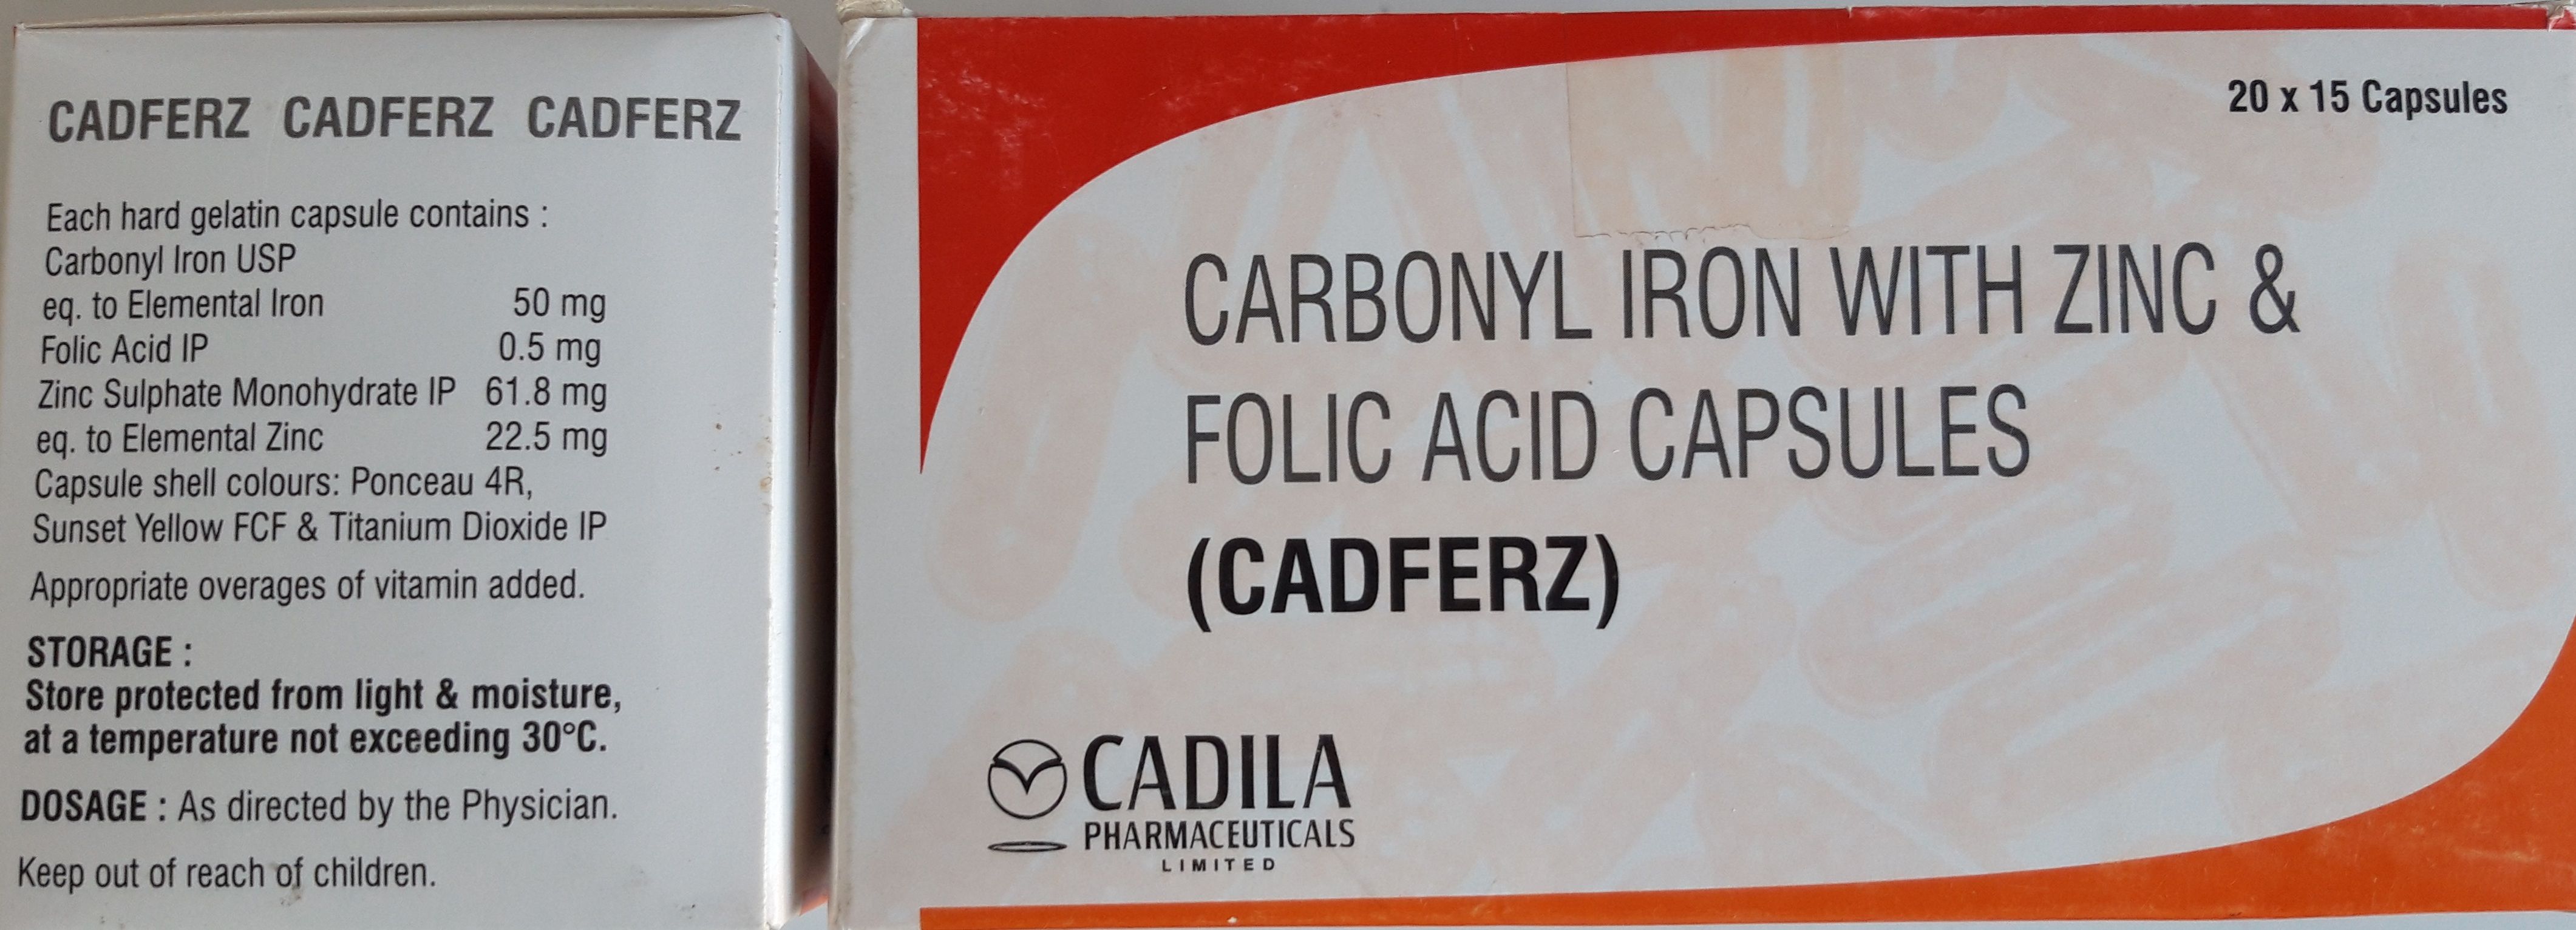 CADFERZ CADFERZ CADFERZ
Each hard gelatin capsule contains :
Carbonyl Iron USP
eq. to Elemental Iron 50 mg
Folic Acid IP 0.5 mg
Zinc Sulphate Monohydrate IP 61.8 mg
eq. to Elemental Zinc 22.5 mg
Capsule shell colours: Ponceau 4R,
Sunset Yellow FCF & Titanium Dioxide IP
Appropriate overages of vitamin added.
STORAGE :
Store protected from light & moisture,
at a temperature not exceeding 30°C.
DOSAGE : As directed by the Physician.
Keep out of reach of children.
20 x 15 Capsules
CARBONYL IRON WITH ZINC &
FOLIC ACID CAPSULES
(CADFERZ)
CADILA
PHARMACEUTICALS
LIMITED